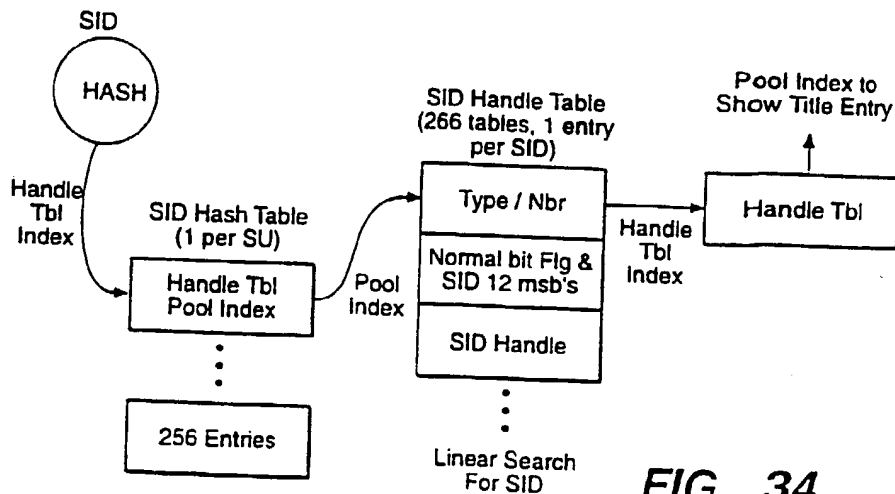 SID
HASH
Handle
Tbl
Index
SID Hash Table
(1 per SU)
Handle Tbl
Pool Index
256 Entries
Pool
Index
SID Handle Table
(266 tables, 1 entry
per SID)
Type / Nbr
Normal bit Flg &
SID 12 msb's
SID Handle
Linear Search
For SID
Handle
Tbl
Index
Pool Index to
Show Title Entry
Handle Tbl
FIG. 34